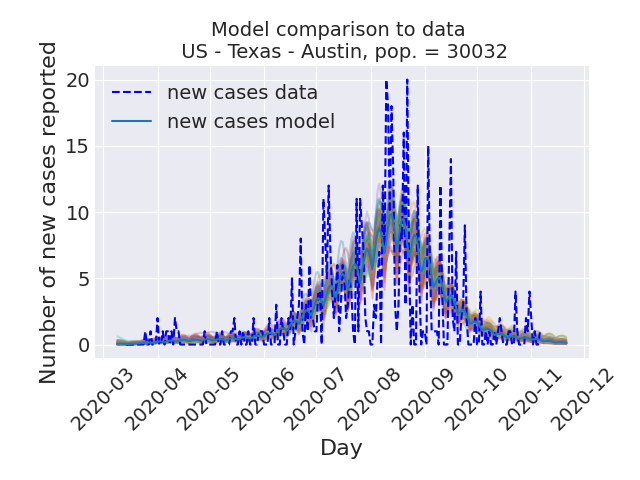 Model comparison to data
US - Texas - Austin, pop. = 30032
new cases data
new cases model
Number of new cases reported
20
15
10
5
0
2020-03
2020-04
2020-05
2020-06
2020-07
2020-08
2020-09
2020-10
2020-11
2020-12
Day